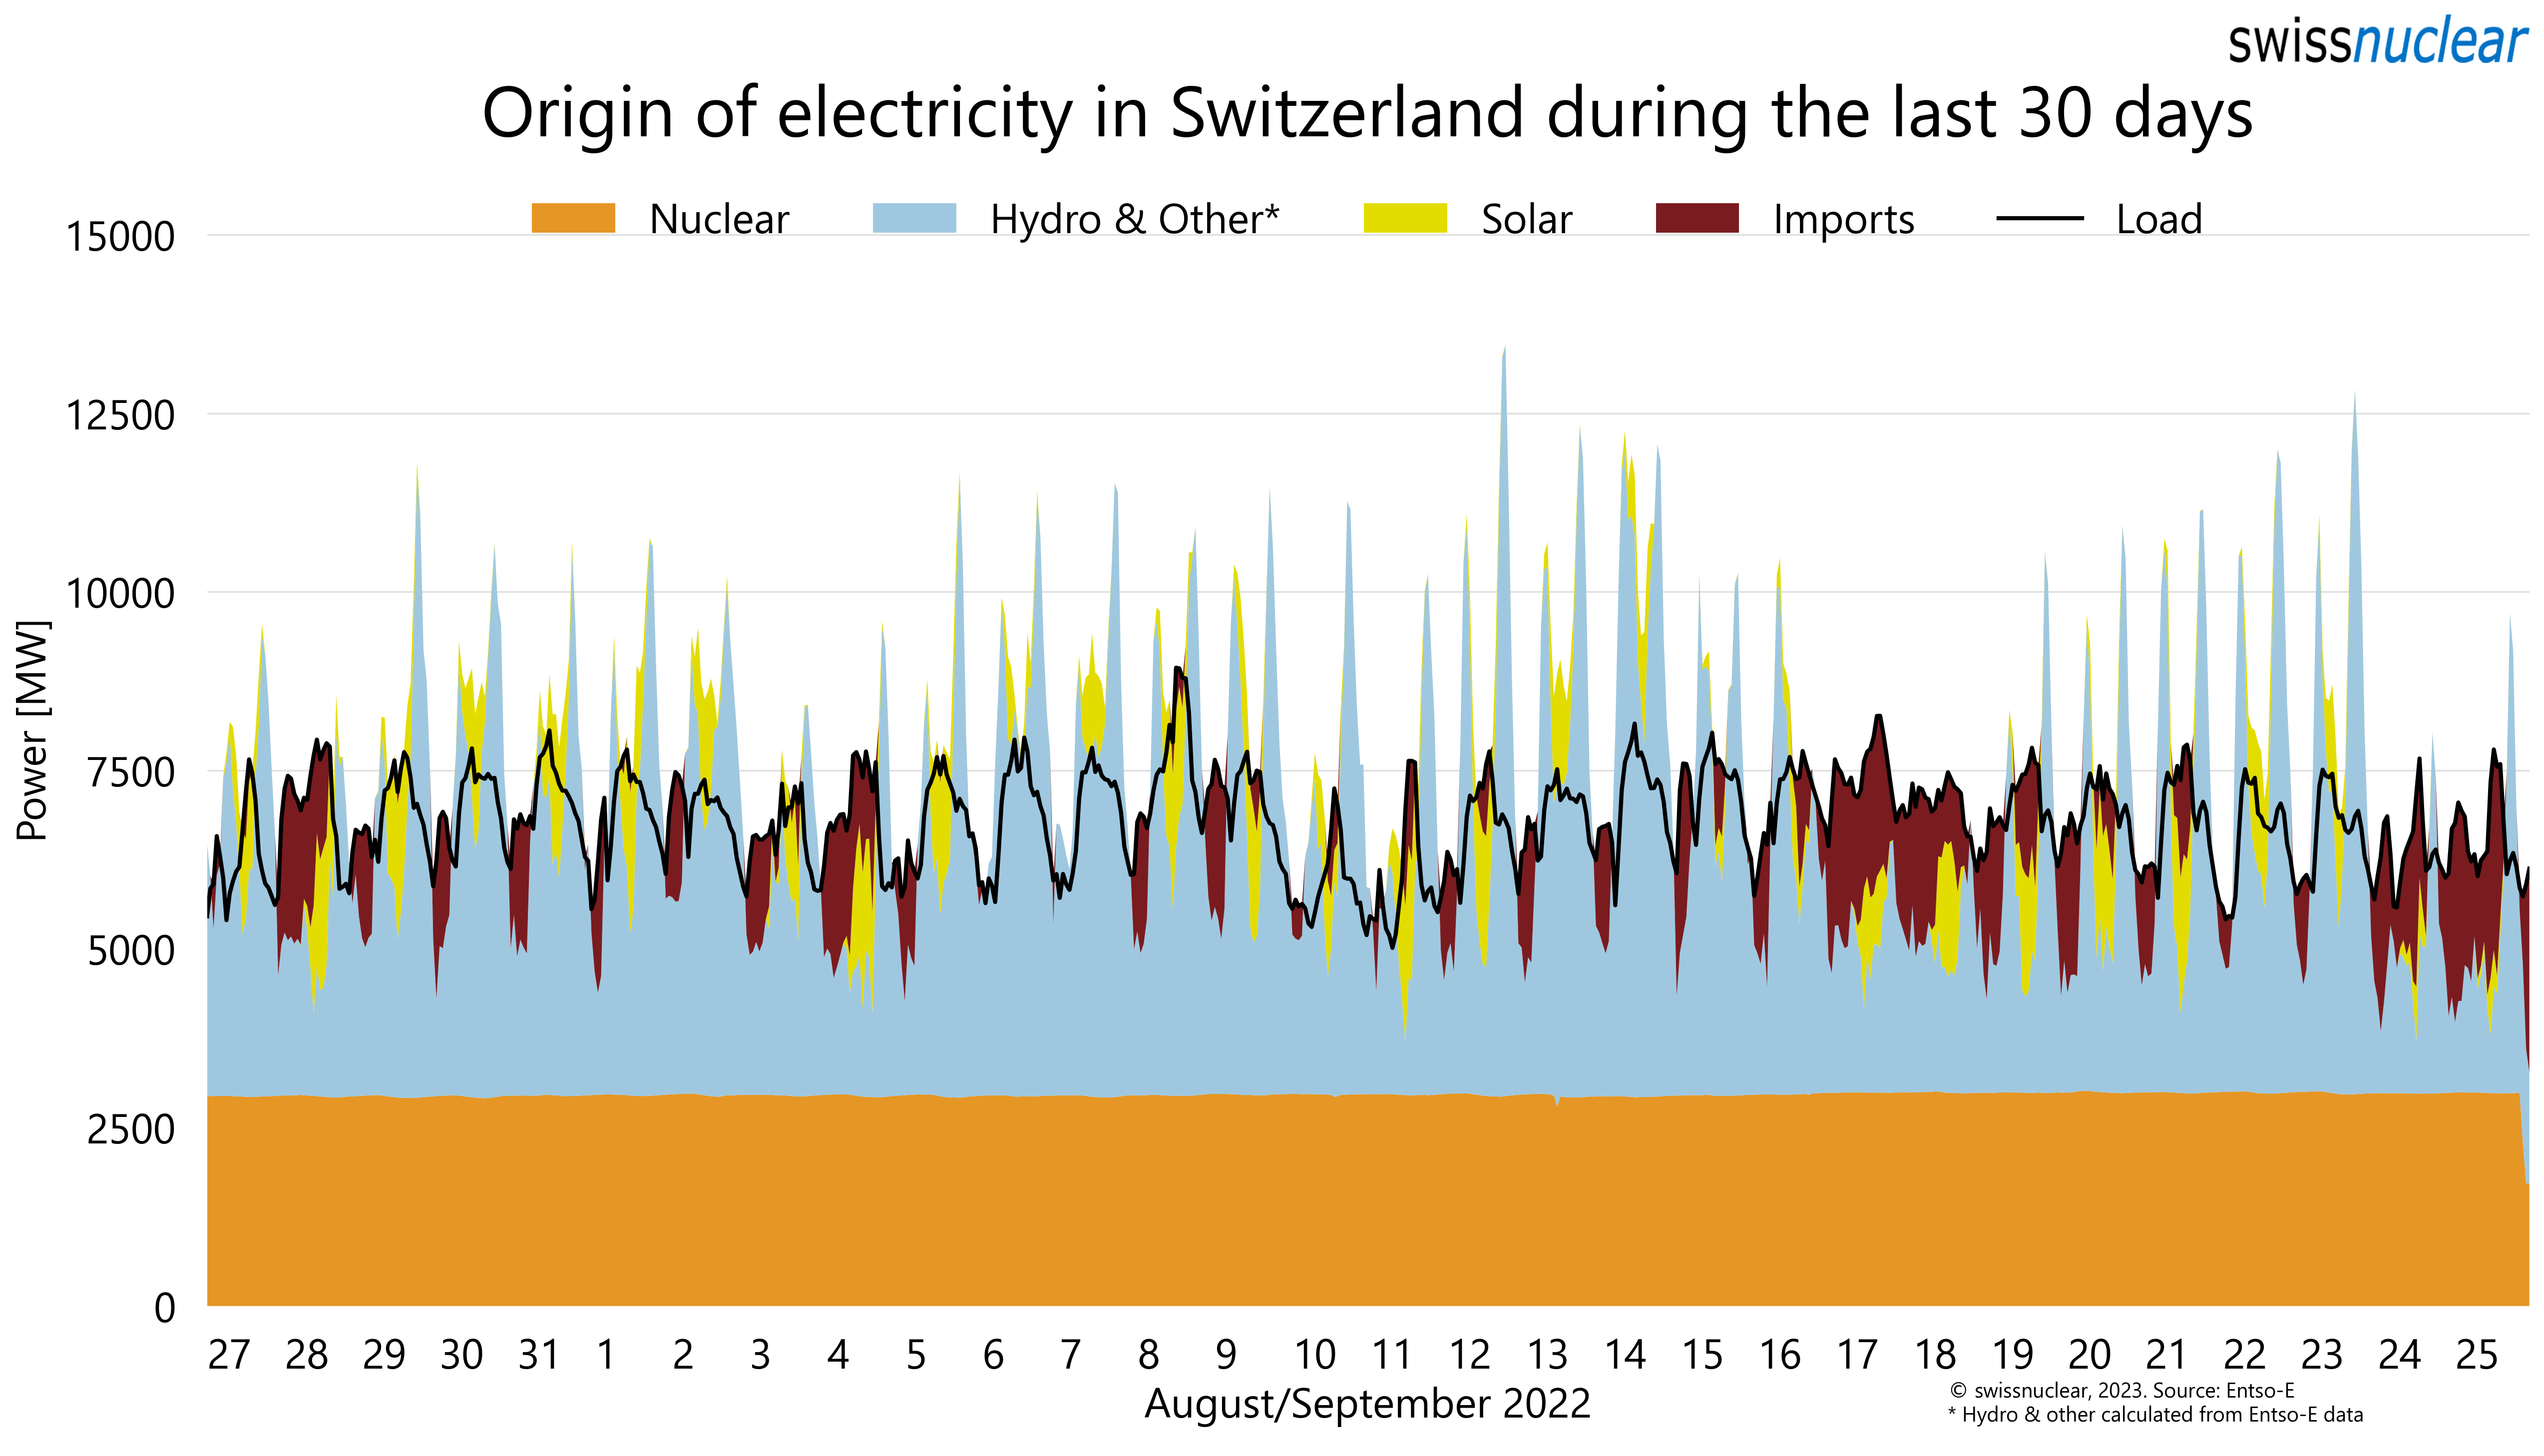 swissnuclear
Origin of electricity in Switzerland during the last 30 days
Nuclear Hydro & Other* Solar Imports Load
15000
12500
10000
7500
5000
2500
0
Power [MW]
27 28 29 30 31 1 2 3 4 5 6 7 8 9 10 11 12 13 14 15 16 17 18 19 20 21 22 23 24 25
August/September 2022
© swissnuclear, 2023. Source: Entso-E
* Hydro & other calculated from Entso-E data